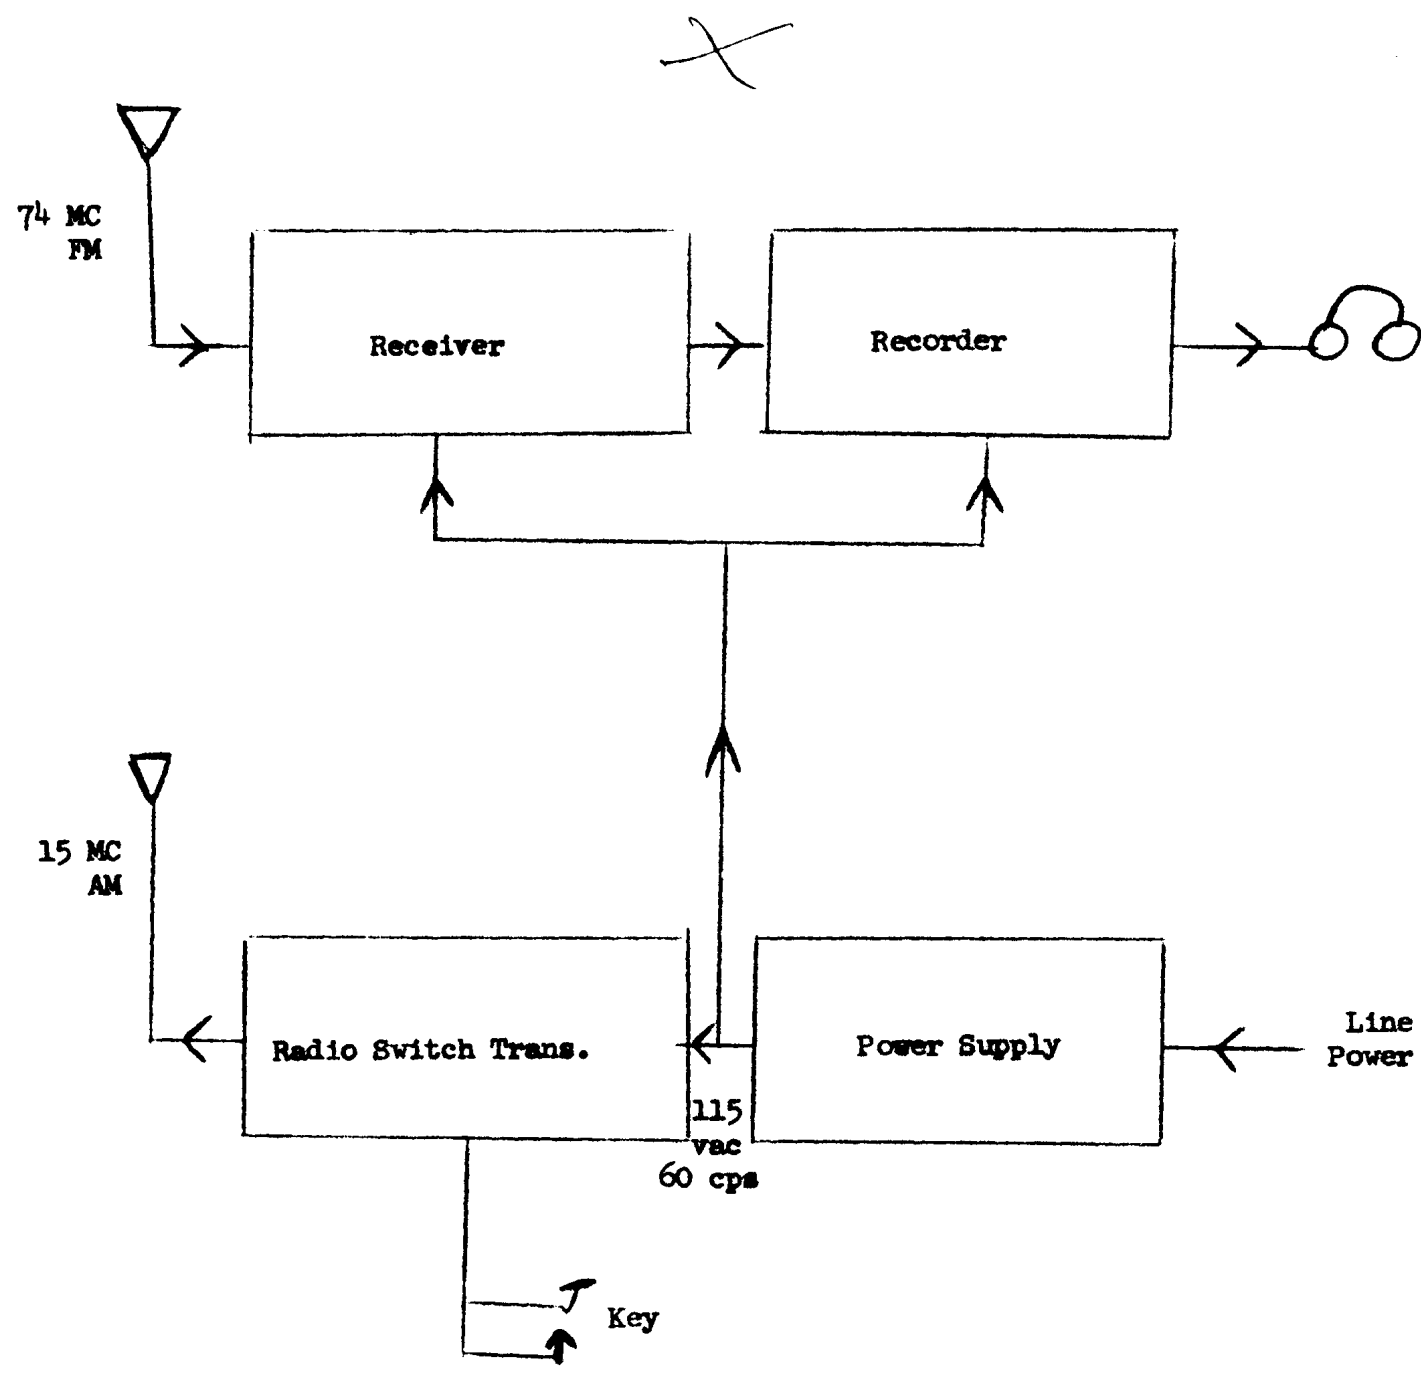 74 MC
FM
Receiver
Recorder
15 MC
AM
Radio Switch Trans.
Power Supply
Line
Power
115
vac
60 cps
Key